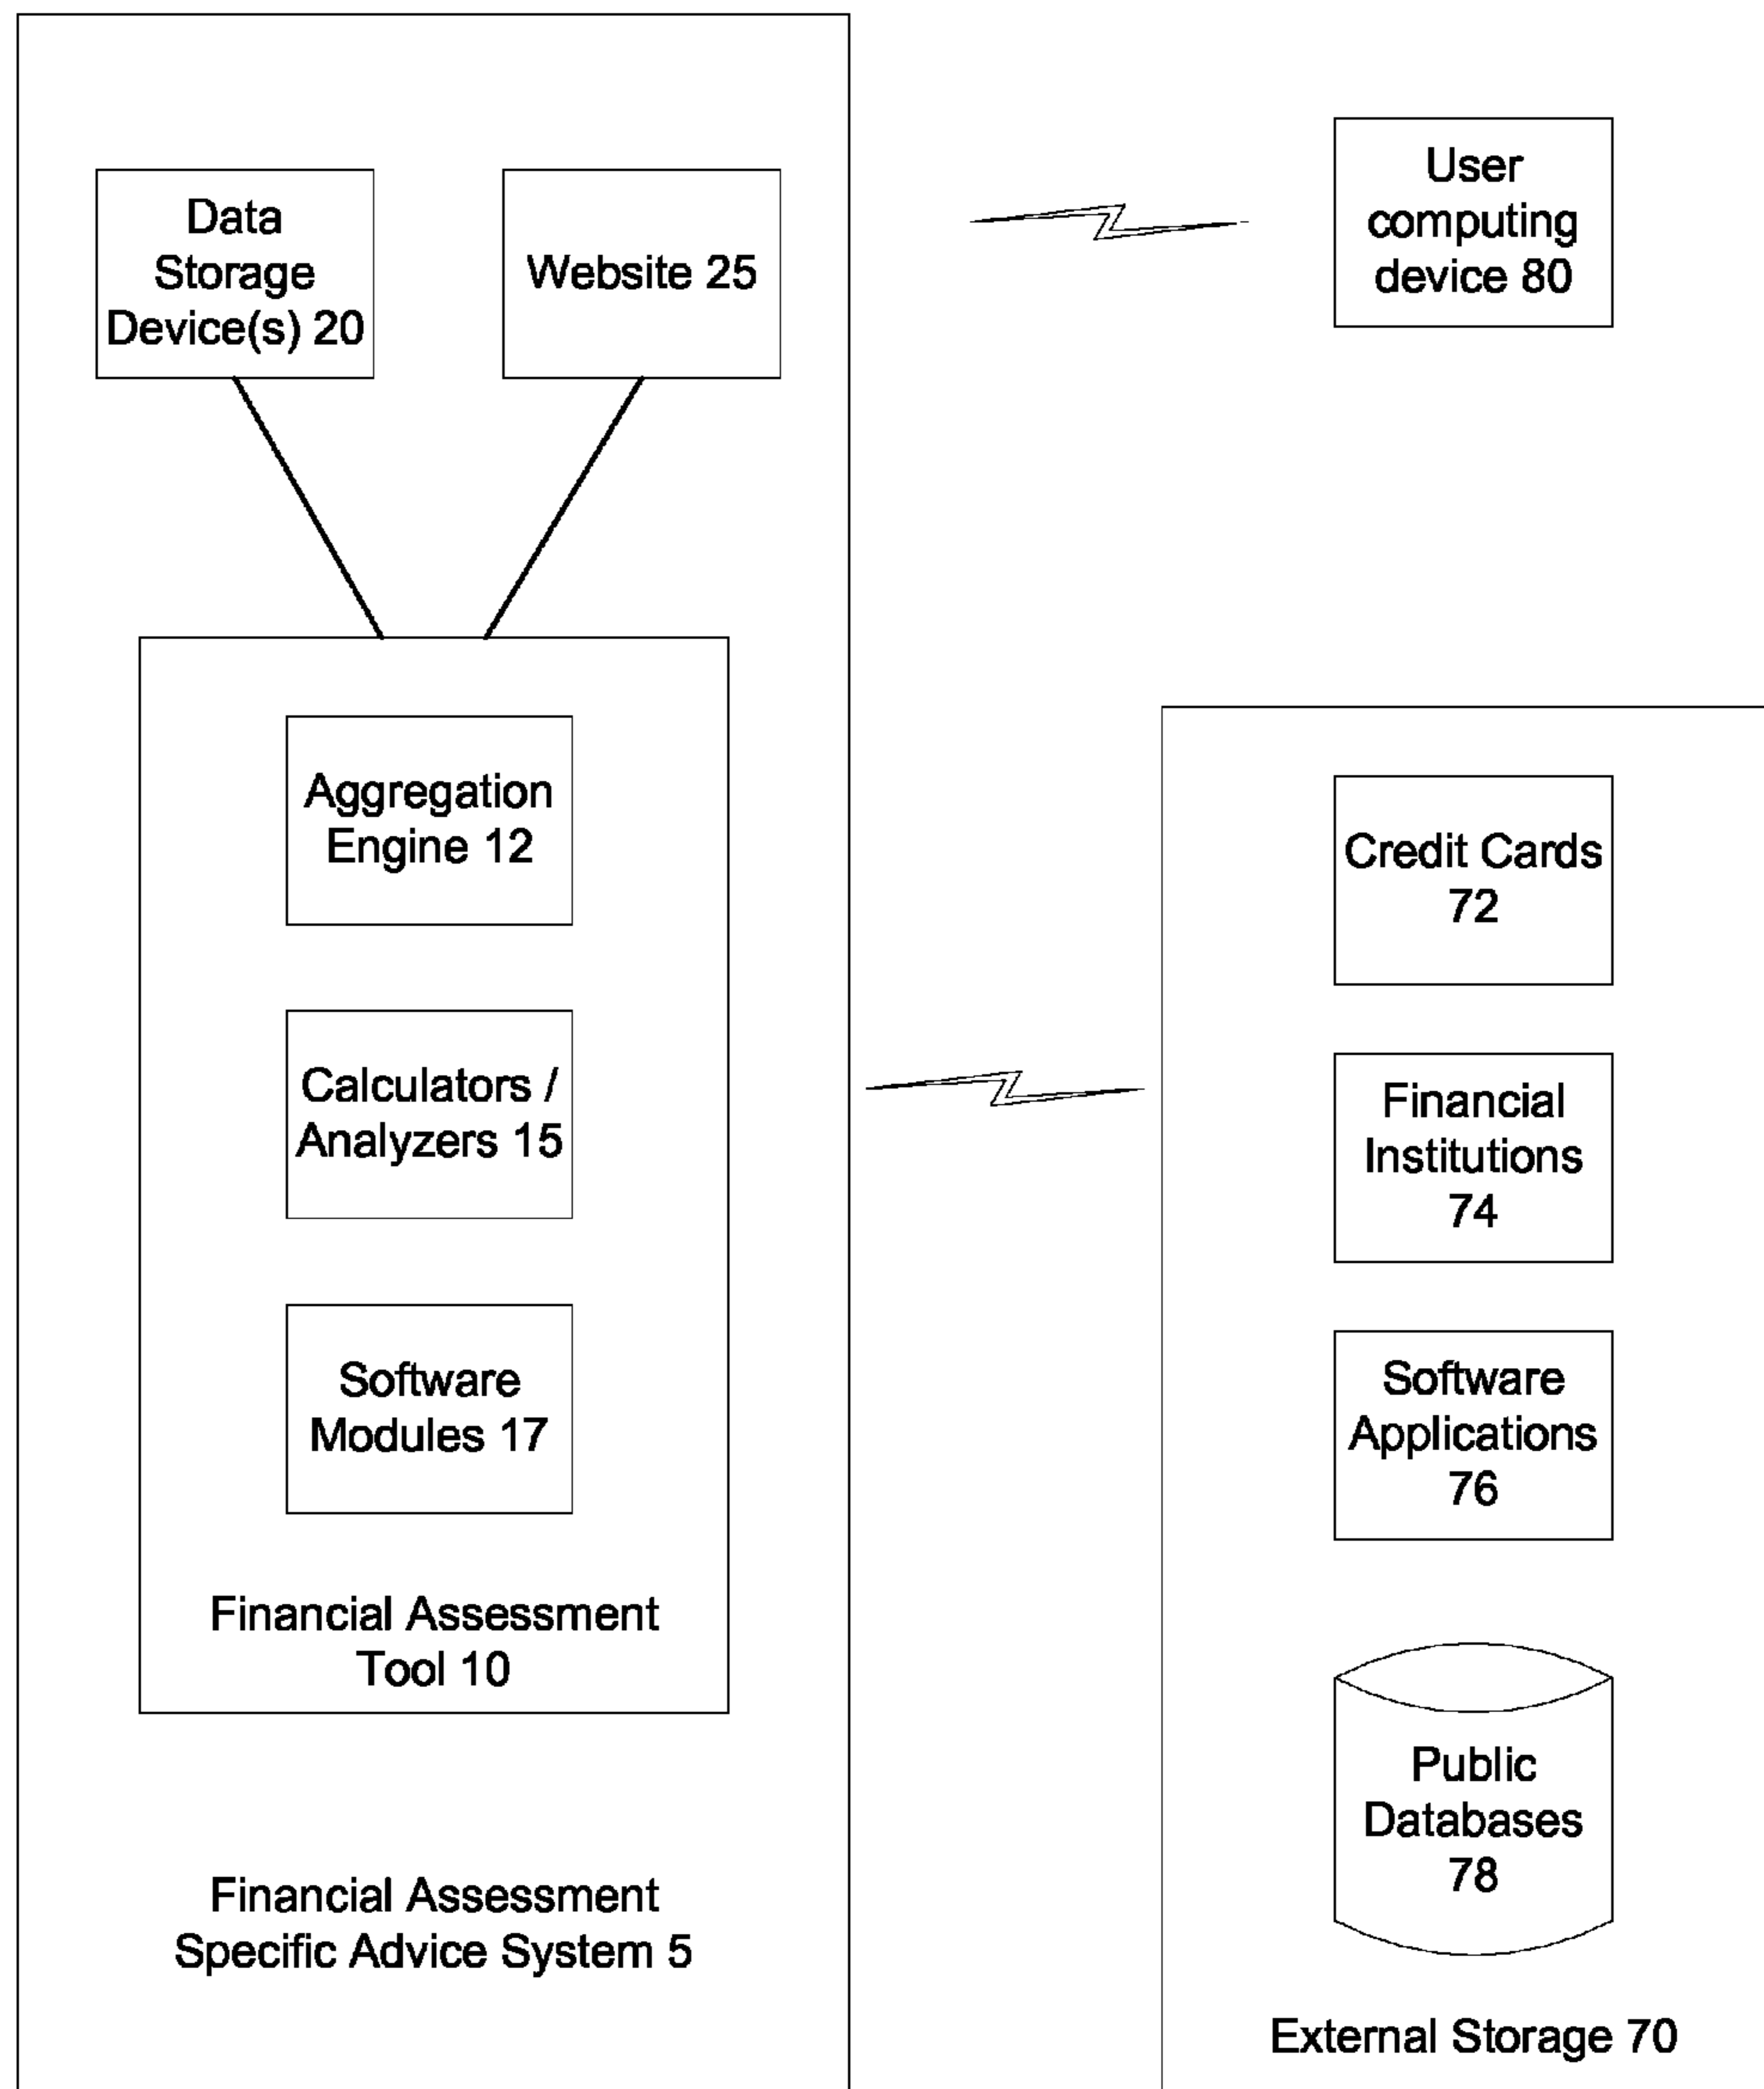 Data
Storage
Device(s) 20
Website 25
User
computing
device 80
Aggregation
Engine 12
Calculators /
Analyzers 15
Software
Modules 17
Financial Assessment
Tool 10
Financial Assessment
Specific Advice System 5
Credit Cards
72
Financial
Institutions
74
Software
Applications
76
Public
Databases
78
External Storage 70